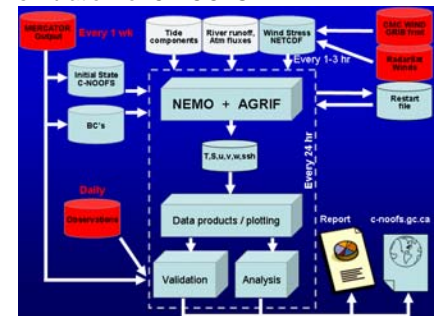 MERCATOR
Output
Every 1 wk
Tide
components
River runoff,
Atm fluxes
Wind Stress
NETCDF
CMC WIND
GRIB frmt
Radarsat
Winds
Every 1-3 hr
Initial State
C-NOOFS
NEMO + AGRIF
Restart
file
BC's
T,S,u,v,w,ssh
Every 24 hr
Daily
Observations
Data products / plotting
Report
c-noofs.gc.ca
Validation
Analysis